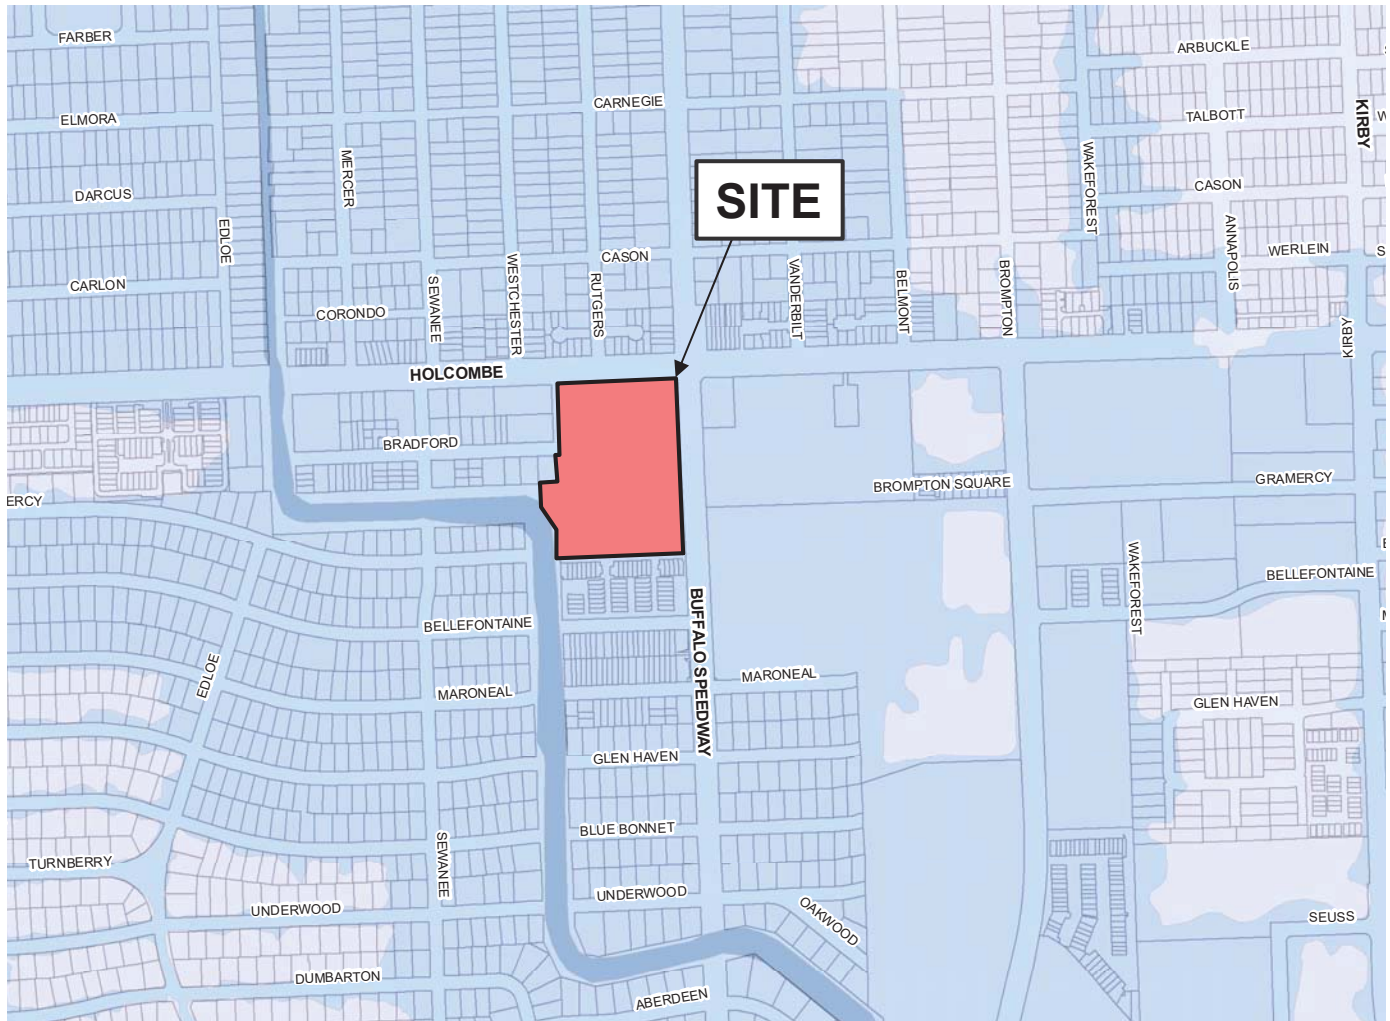 FARBER
ARBUCKLE
CARNEGIE
ELMORA
TALBOTT
KIRBY
MERCER
WAKEFOREST
SITE
CASON
DARCUS
EDLOE
ANNAPOLIS
WERLEIN
CASON
WESTCHESTER
RUTGERS
VANDERBILT
BELMONT
BROMPTON
CARLON
SEWANEE
CORONDO
KIRBY
HOLCOMBE
BRADFORD
ERCY
BROMPTON SQUARE
GRAMERCY
WAKEFOREST
BELLEFONTAINE
BUFFALO SPEEDWAY
BELLEFONTAINE
EDLOE
MARONEAL
MARONEAL
GLEN HAVEN
GLEN HAVEN
BLUE BONNET
SEWANEE
TURNBERRY
UNDERWOOD
UNDERWOOD
OAKWOOD
SEUSS
DUMBARTON
ABERDEEN